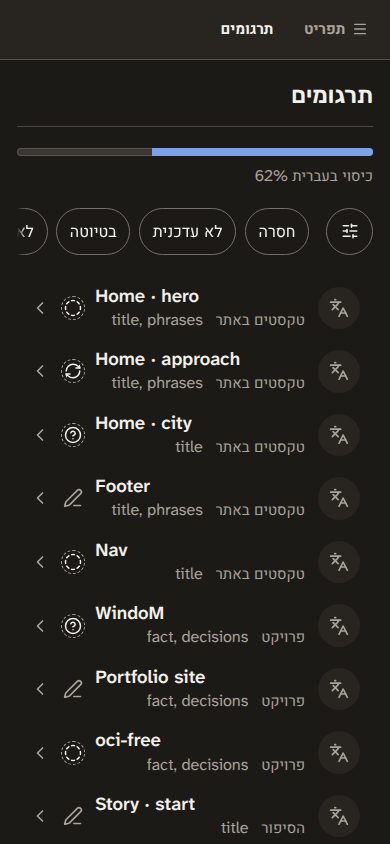 תפריט תרגומים
תרגומים
כיסוי בעברית 62%
חסרה
לא עדכנית
בטיוטה
Home · hero
טקסטים באתר title, phrases
Home · approach
טקסטים באתר title, phrases
Home · city
טקסטים באתר title
Footer
טקסטים באתר title, phrases
Nav
טקסטים באתר title
WindoM
פרויקט fact, decisions
Portfolio site
פרויקט fact, decisions
oci-free
פרויקט fact, decisions
Story · start
הסיפור title